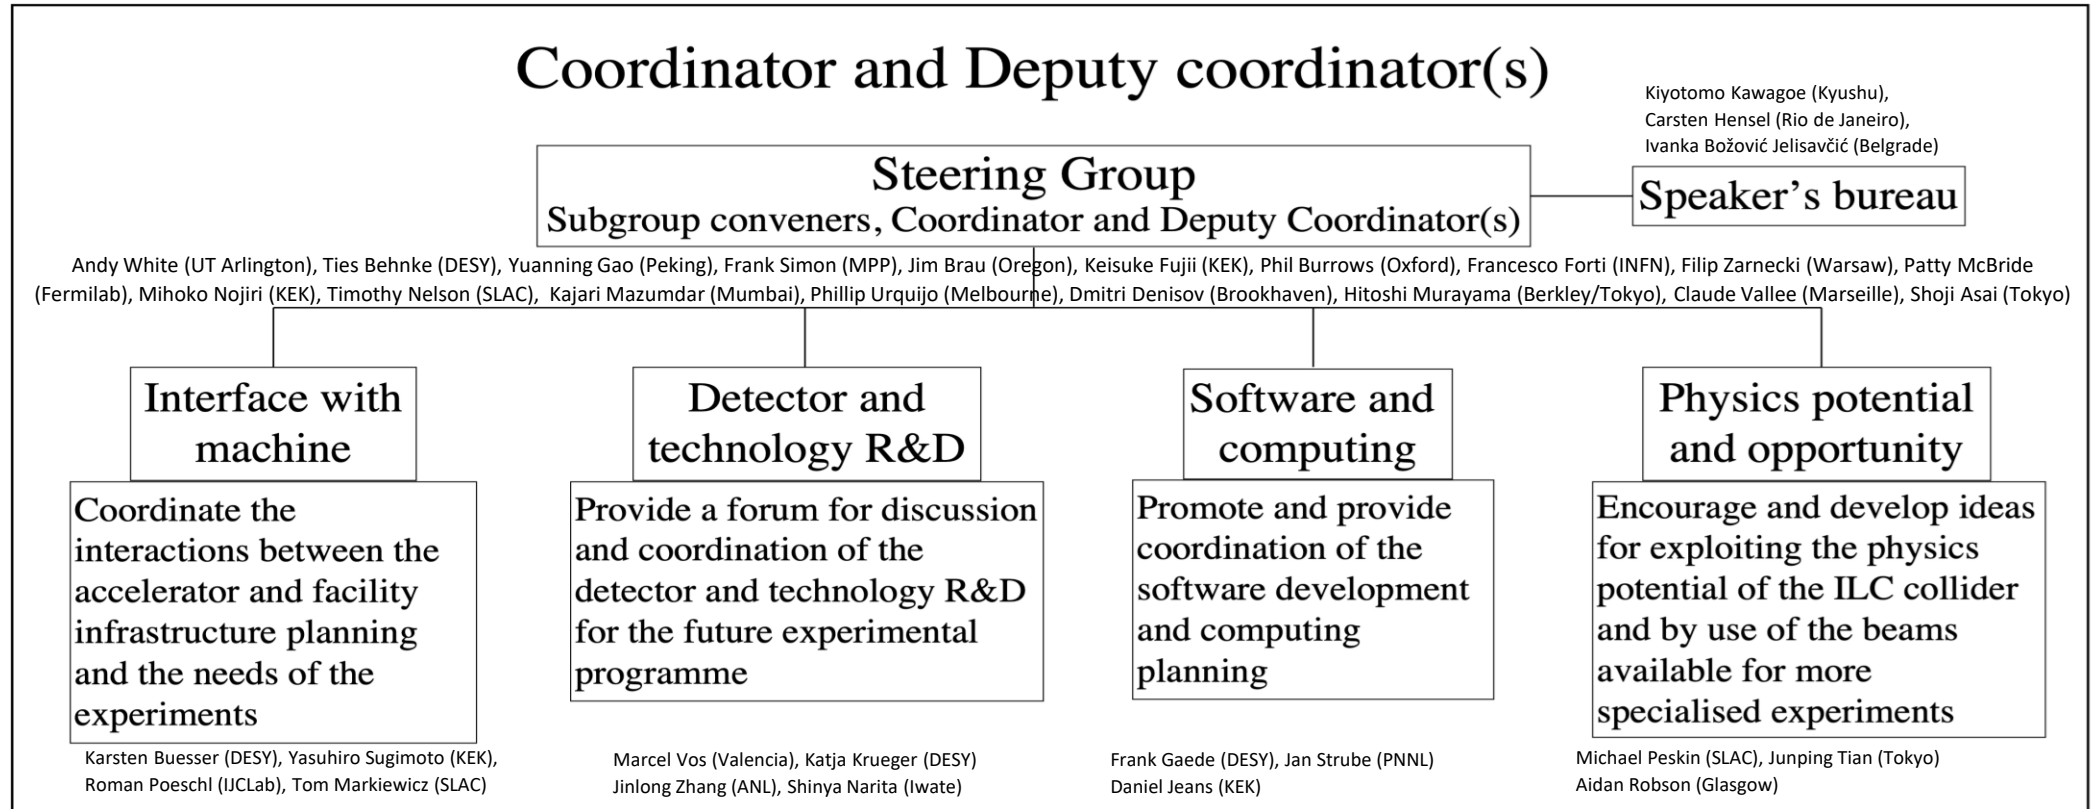 Coordinator and Deputy coordinator(s)
Kiyotomo Kawagoe (Kyushu),
Carsten Hensel (Rio de Janeiro),
Ivanka Božović Jelisavčić (Belgrade)
Steering Group
Subgroup conveners, Coordinator and Deputy Coordinator(s)
Speaker’s bureau
Andy White (UT Arlington), Ties Behnke (DESY), Yuanning Gao (Peking), Frank Simon (MPP), Jim Brau (Oregon), Keisuke Fujii (KEK), Phil Burrows (Oxford), Francesco Forti (INFN), Filip Zarnecki (Warsaw), Patty McBride
(Fermilab), Mihoko Nojiri (KEK), Timothy Nelson (SLAC), Kajari Mazumdar (Mumbai), Phillip Urquijo (Melbourne), Dmitri Denisov (Brookhaven), Hitoshi Murayama (Berkley/Tokyo), Claude Vallee (Marseille), Shoji Asai (Tokyo)
Interface with
machine
Coordinate the
interactions between the
accelerator and facility
infrastructure planning
and the needs of the
experiments
Karsten Buesser (DESY), Yasuhiro Sugimoto (KEK),
Roman Poeschl (IJCLab), Tom Markiewicz (SLAC)
Detector and
technology R&D
Provide a forum for discussion
and coordination of the
detector and technology R&D
for the future experimental
programme
Marcel Vos (Valencia), Katja Krueger (DESY)
Jinlong Zhang (ANL), Shinya Narita (Iwate)
Software and
computing
Promote and provide
coordination of the
software development
and computing
planning
Frank Gaede (DESY), Jan Strube (PNNL)
Daniel Jeans (KEK)
Physics potential
and opportunity
Encourage and develop ideas
for exploiting the physics
potential of the ILC collider
and by use of the beams
available for more
specialised experiments
Michael Peskin (SLAC), Junping Tian (Tokyo)
Aidan Robson (Glasgow)